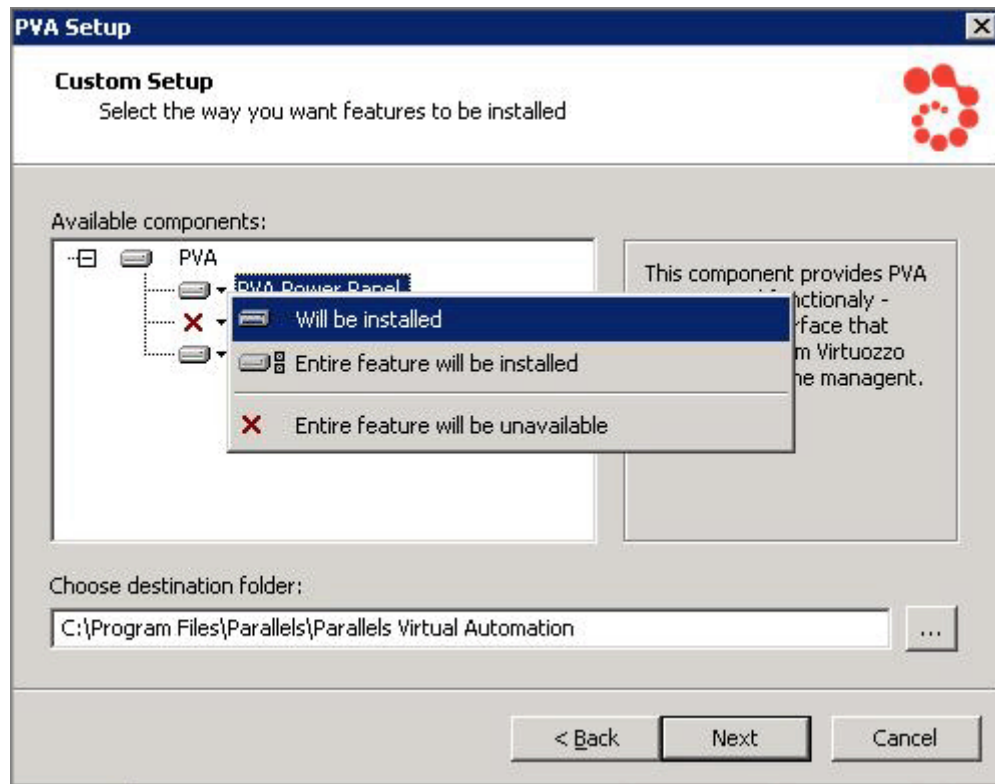 PVA Setup
Custom Setup
Select the way you want features to be installed
Available components:
PVA
PVA Power Panel
Will be installed
Entire feature will be installed
Entire feature will be unavailable
This component provides PVA
functionaly -
that
Virtuozzo
managent.
Choose destination folder:
C:\Program Files\Parallels\Parallels Virtual Automation
...
< Back
Next
Cancel